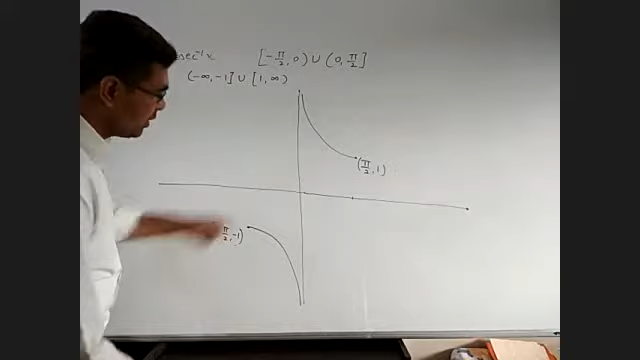 sec⁻¹x [-π/2, 0) ∪ (0, π/2]
(-∞, -1] ∪ [1, ∞)
(π/2, 1)
π/2, -1)